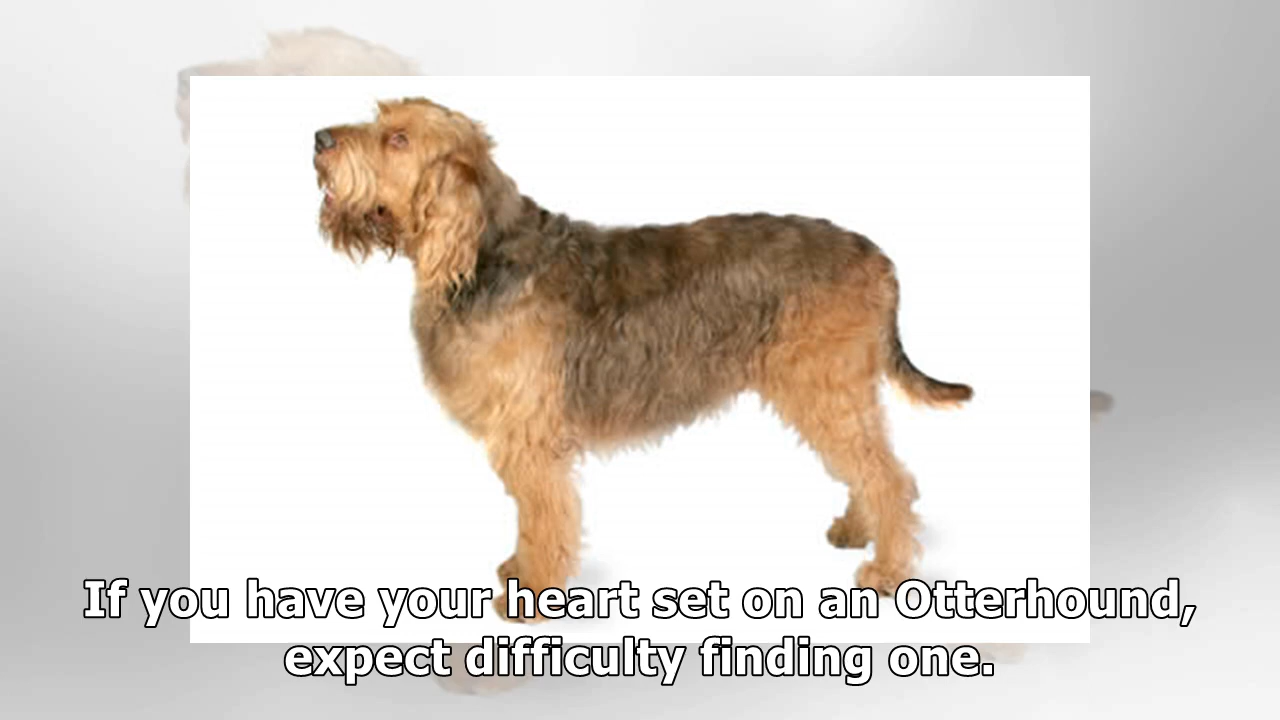 If you have your heart set on an Otterhound,
expect difficulty finding one.